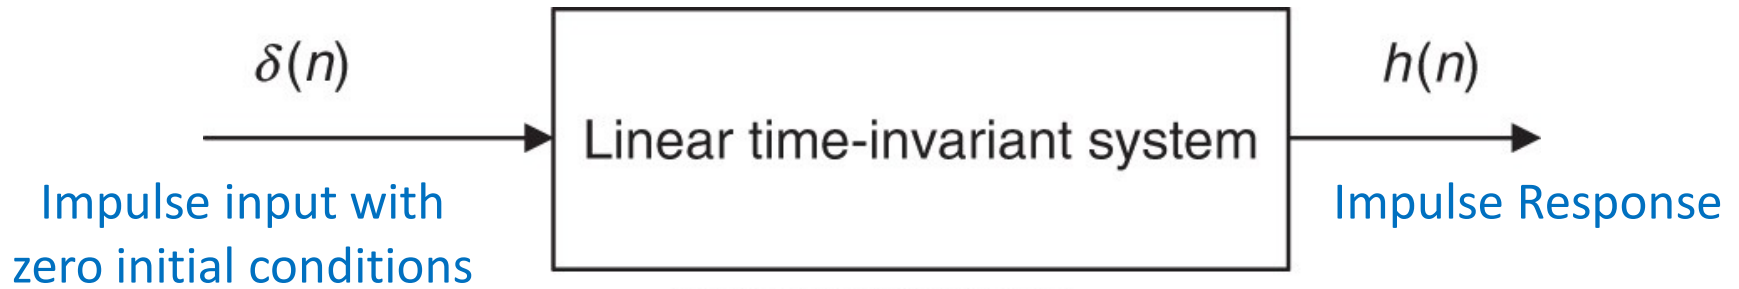 δ(n)
h(n)
Linear time-invariant system
Impulse input with
zero initial conditions
Impulse Response